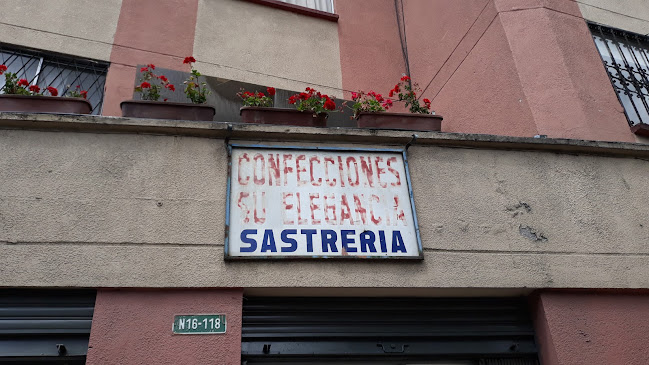 CONFECCIONES
SU ELEGANCIA
SASTRERIA
N16-118